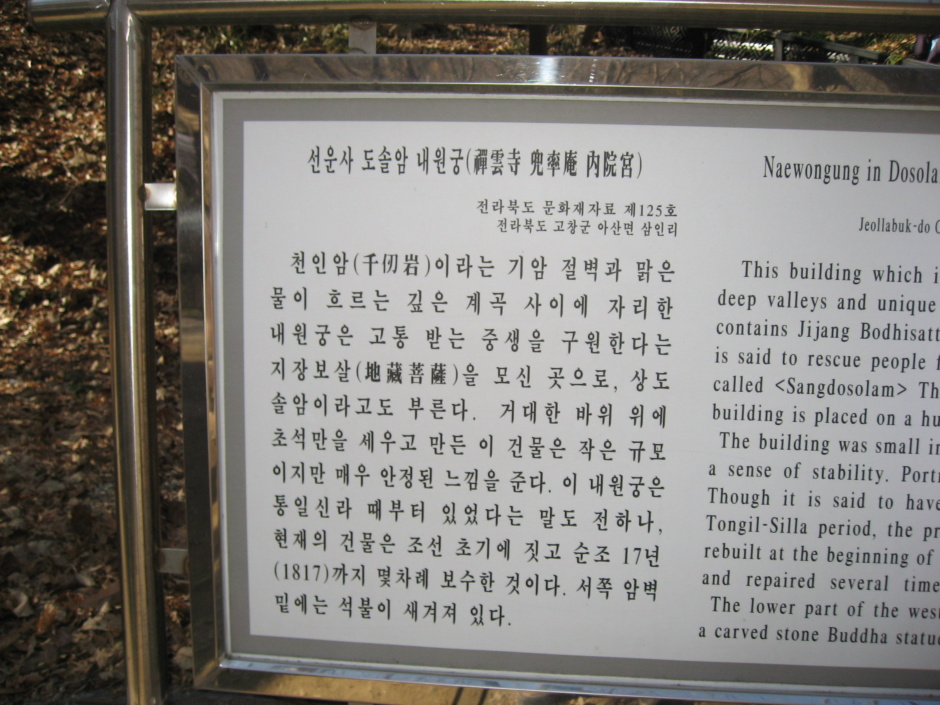 선운사 도솔암 내원궁(禪雲寺 兜率庵 內院宮)
전라북도 문화재자료 제125호
전라북도 고창군 아산면 삼인리
천인암(千仞岩)이라는 기암 절벽과 맑은
물이 흐르는 깊은 계곡 사이에 자리한
내원궁은 고통 받는 중생을 구원한다는
지장보살(地藏菩薩)을 모신 곳으로, 상도
솔암이라고도 부른다. 거대한 바위 위에
초석만을 세우고 만든 이 건물은 작은 규모
이지만 매우 안정된 느낌을 준다. 이 내원궁은
통일신라 때부터 있었다는 말도 전하나,
현재의 건물은 조선 초기에 짓고 순조 17년
(1817)까지 몇차례 보수한 것이다. 서쪽 암벽
밑에는 석불이 새겨져 있다.
Naewongung in Dosola
Jeollabuk-do C
This building which i
deep valleys and unique
contains Jijang Bodhisatt
is said to rescue people f
called <Sangdosolam> Th
building is placed on a hu
The building was small in
a sense of stability. Port
Though it is said to have
Tongil-Silla period, the pr
rebuilt at the beginning of
and repaired several time
The lower part of the wes
a carved stone Buddha statue